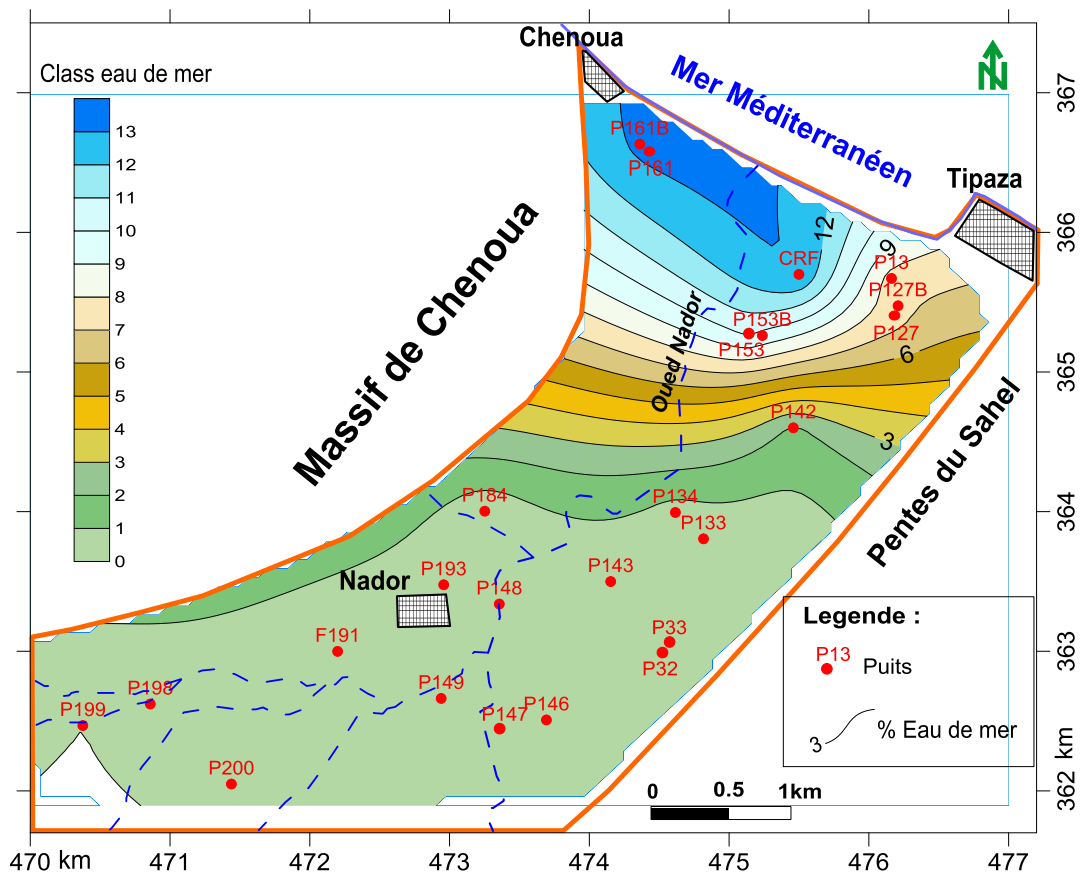 Chenoua
Class eau de mer
13
12
11
10
9
8
7
6
5
4
3
2
1
0
Mer Méditerranéen
N
Tipaza
367
366
365
364
363
362
km
P161B
P161
12
9
CRF
P13
P127B
P127
P153B
P153
6
Massif de Chenoua
Oued Nador
P142
3
Pentes du Sahel
P184
P134
P133
P193
P143
Nador
P148
F191
P33
P32
P149
P198
P199
P146
P147
P200
Legende :
P13
Puits
3
% Eau de mer
0 0.5 1km
470 km 471 472 473 474 475 476 477